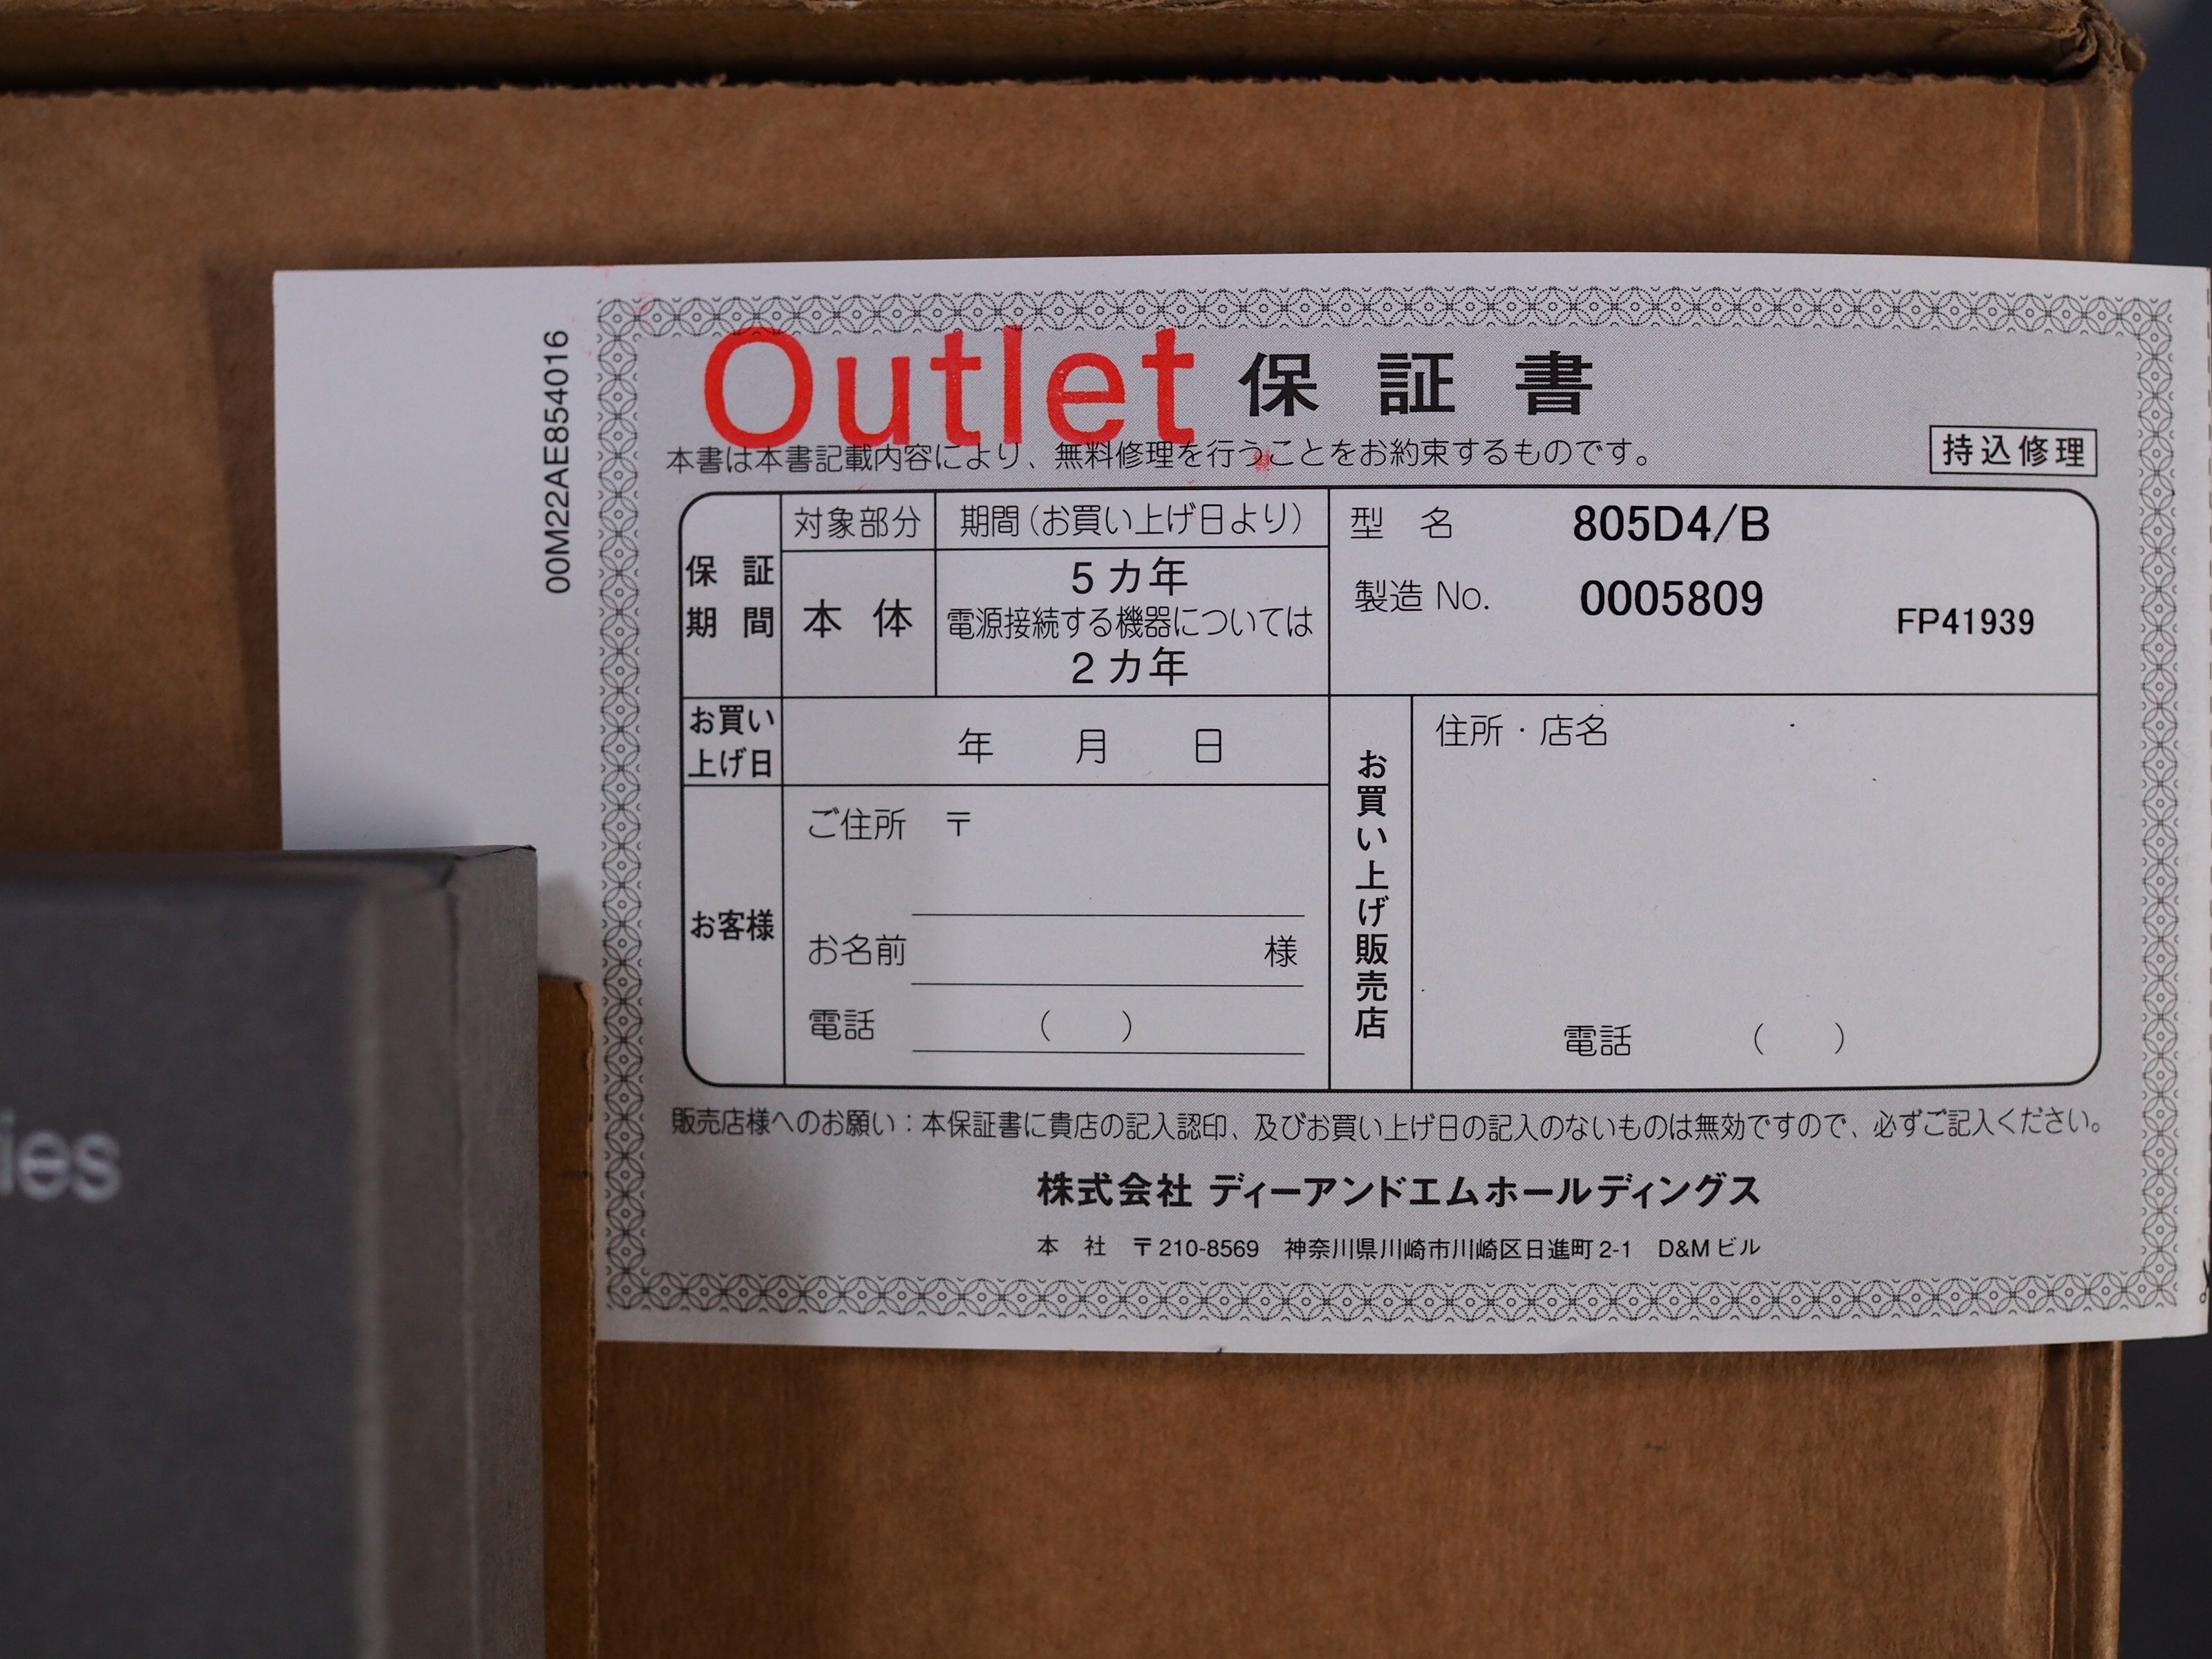 00M22AE854016
Outlet 保証書
本書は本書記載内容により、無料修理を行うことをお約束するものです。
持込修理
保証期間
対象部分
期間(お買い上げ日より)
本体
5カ年
電源接続する機器については
2カ年
型名 805D4/B
製造 No. 0005809
FP41939
お買い上げ日
年 月 日
お客様
ご住所 〒
お名前 様
電話 ( )
お買い上げ販売店
住所・店名
電話 ( )
販売店様へのお願い:本保証書に貴店の記入認印、及びお買い上げ日の記入のないものは無効ですので、必ずご記入ください。
株式会社 ディーアンドエムホールディングス
本社 〒210-8569 神奈川県川崎市川崎区日進町2-1 D&Mビル
ies